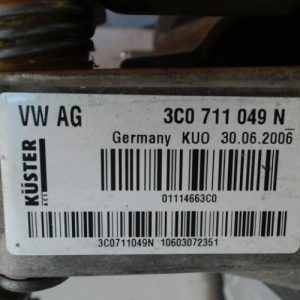 VW AG 3C0 711 049 N
Germany KUO 30.06.2006
KÜSTER
01114663C0
3C0711049N 10603072351